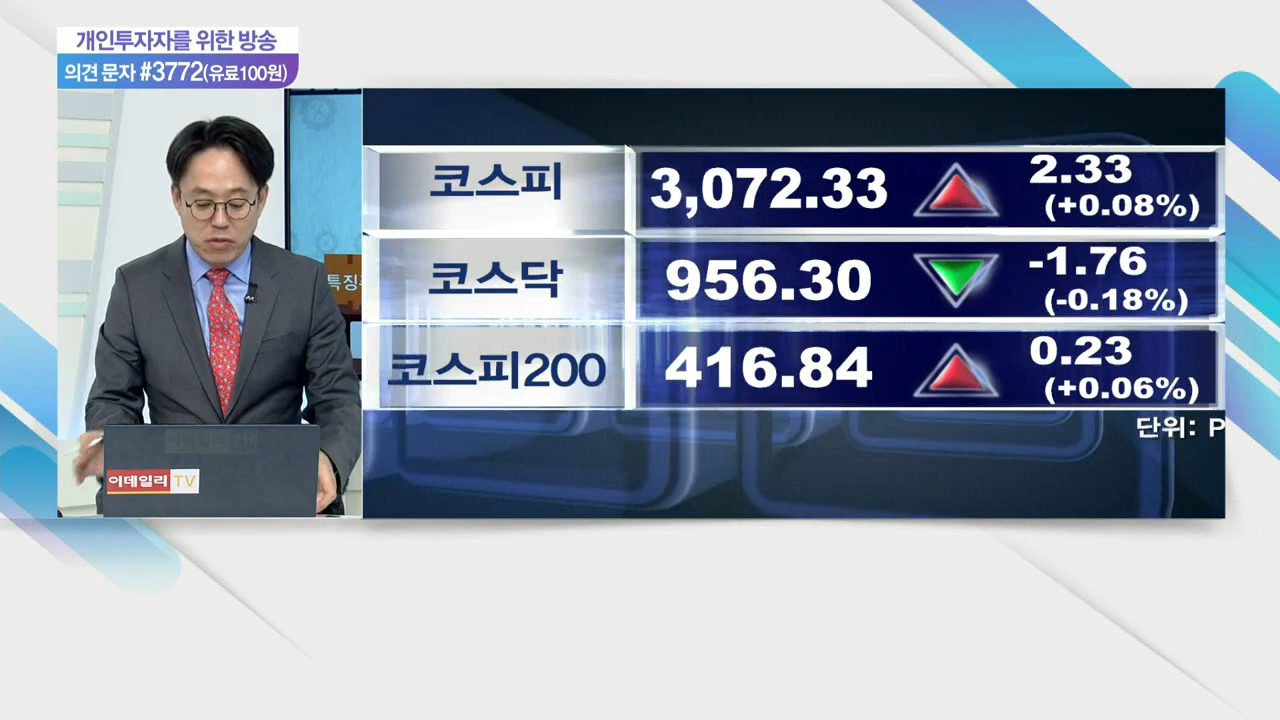 개인투자자를 위한 방송
의견 문자 #3772(유료100원)
특징
코스피 3,072.33 2.33 (+0.08%)
코스닥 956.30 -1.76 (-0.18%)
코스피200 416.84 0.23 (+0.06%)
단위: P
이데일리 TV